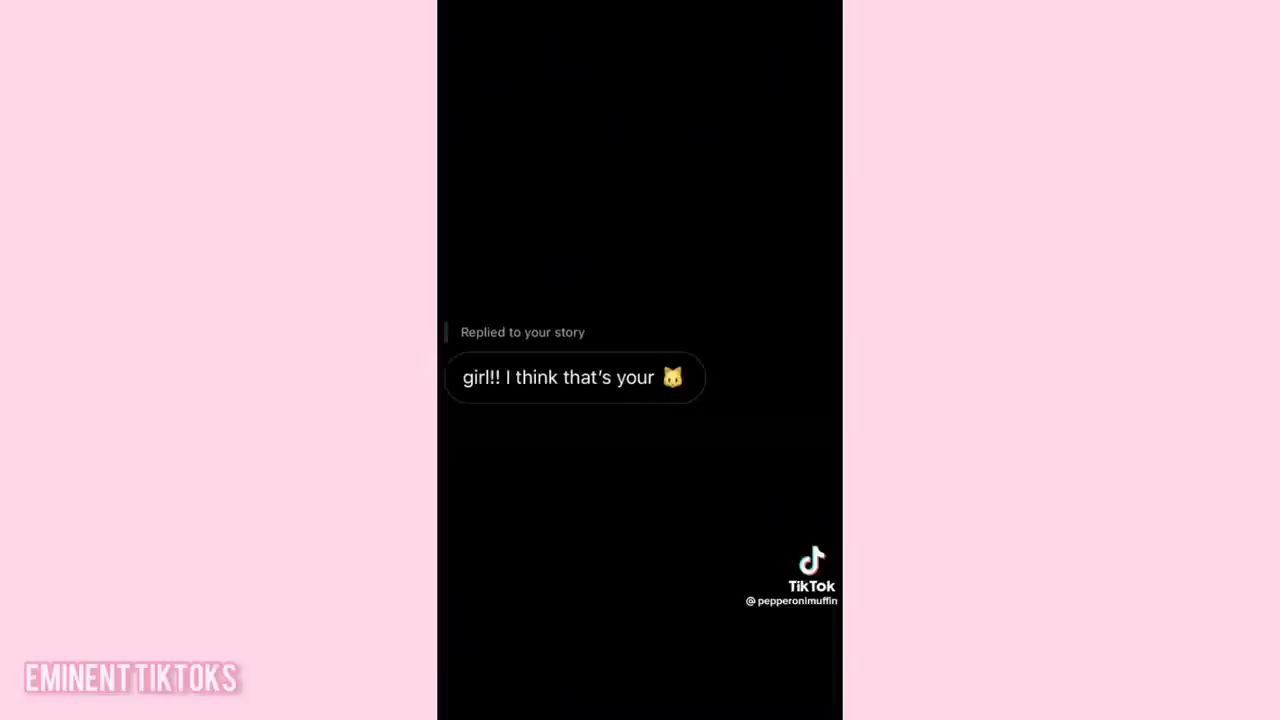 Replied to your story
girl!! I think that's your 🐱
TikTok
@pepperonimuffin
EMINENT TIKTOKS